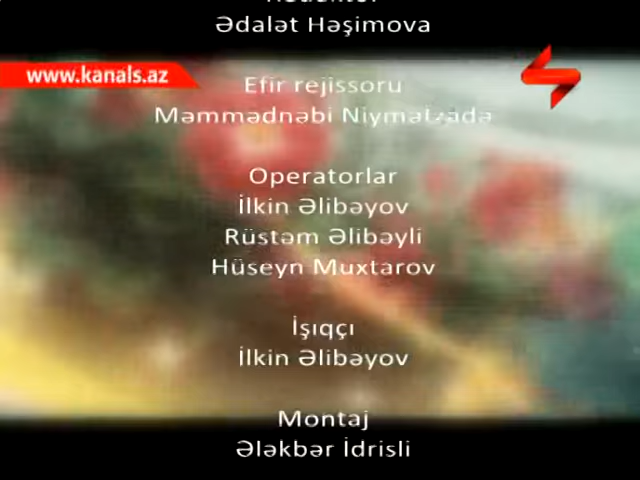 Ədalət Həşimova
www.kanals.az
Efir rejissoru
Məmmədnəbi Niymətzadə
Operatorlar
İlkin Əlibəyov
Rüstəm Əlibəyli
Hüseyn Muxtarov
İşıqçı
İlkin Əlibəyov
Montaj
Ələkbər İdrisli